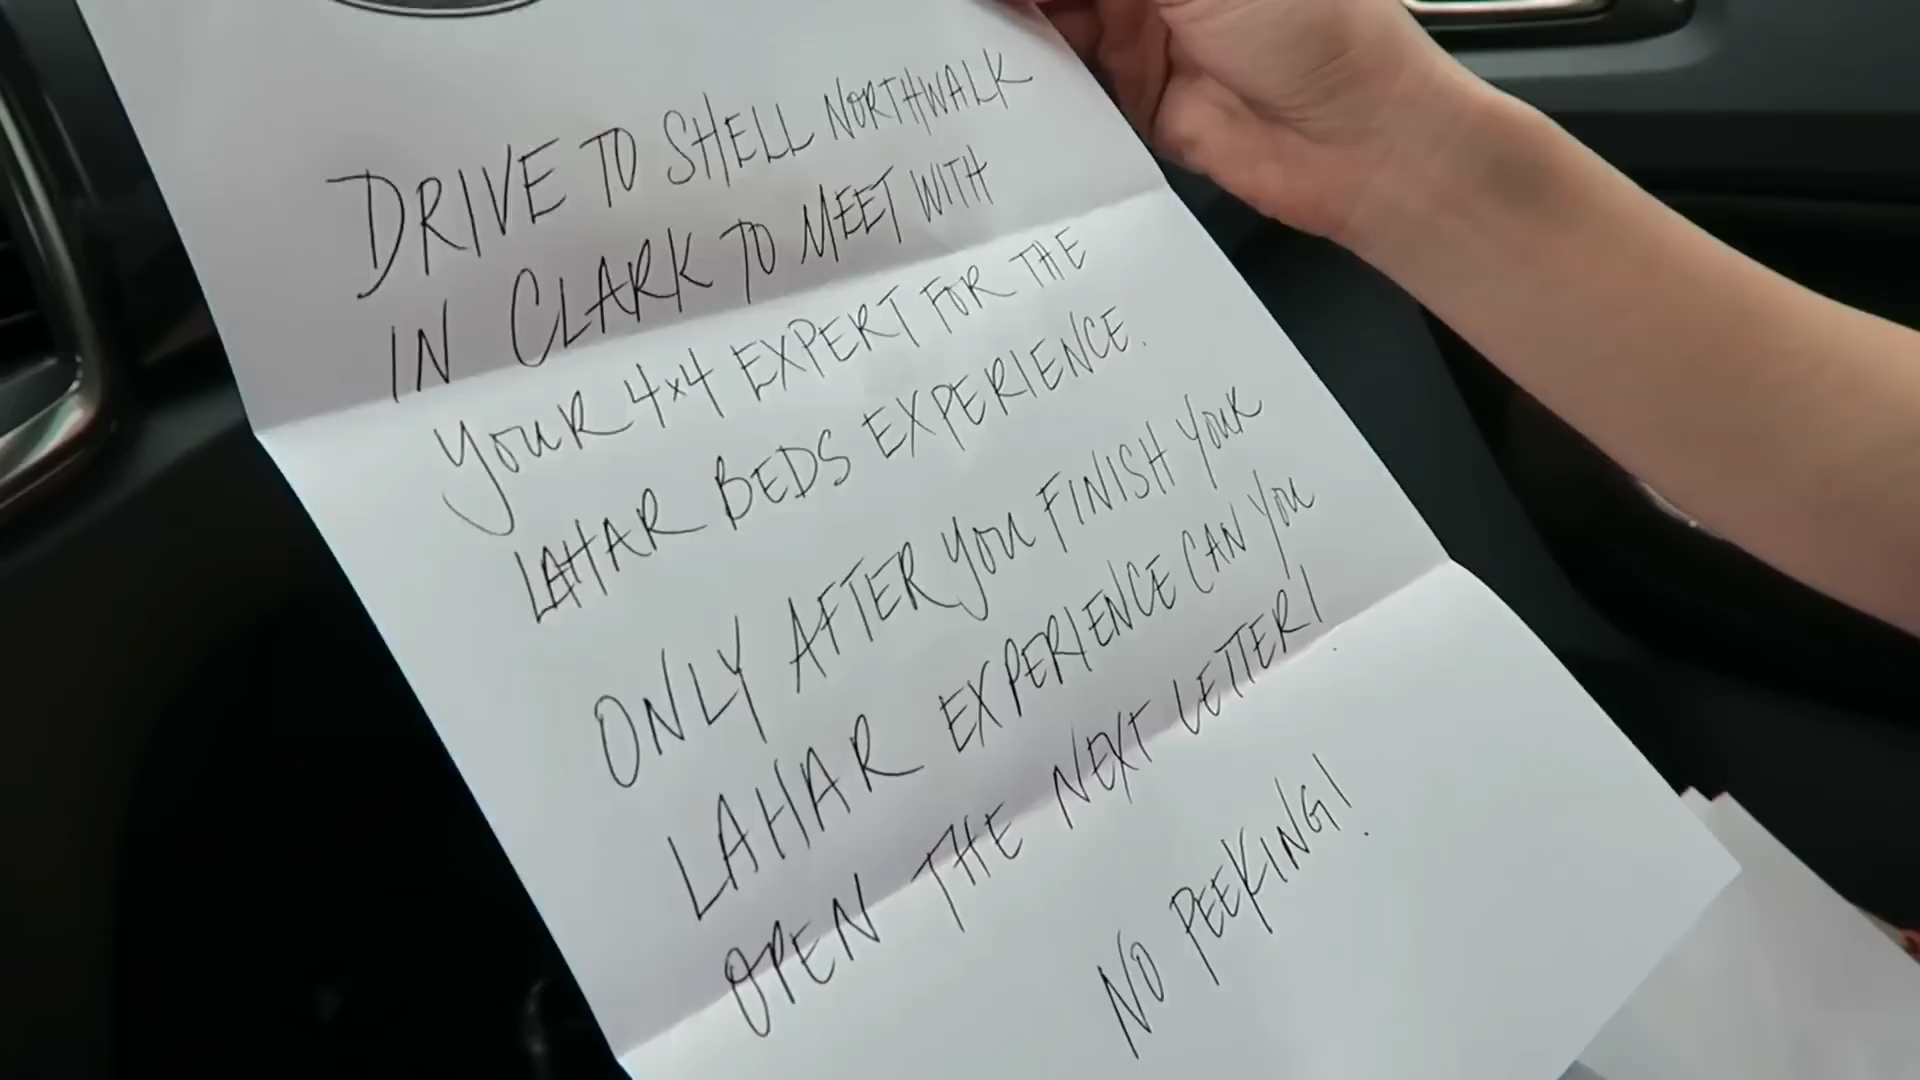 DRIVE TO SHELL NORTHWALK
IN CLARK TO MEET WITH
YOUR 4x4 EXPERT FOR THE
LAHAR BEDS EXPERIENCE.
ONLY AFTER YOU FINISH YOUR
LAHAR EXPERIENCE CAN YOU
OPEN THE NEXT LETTER!
NO PEEKING!